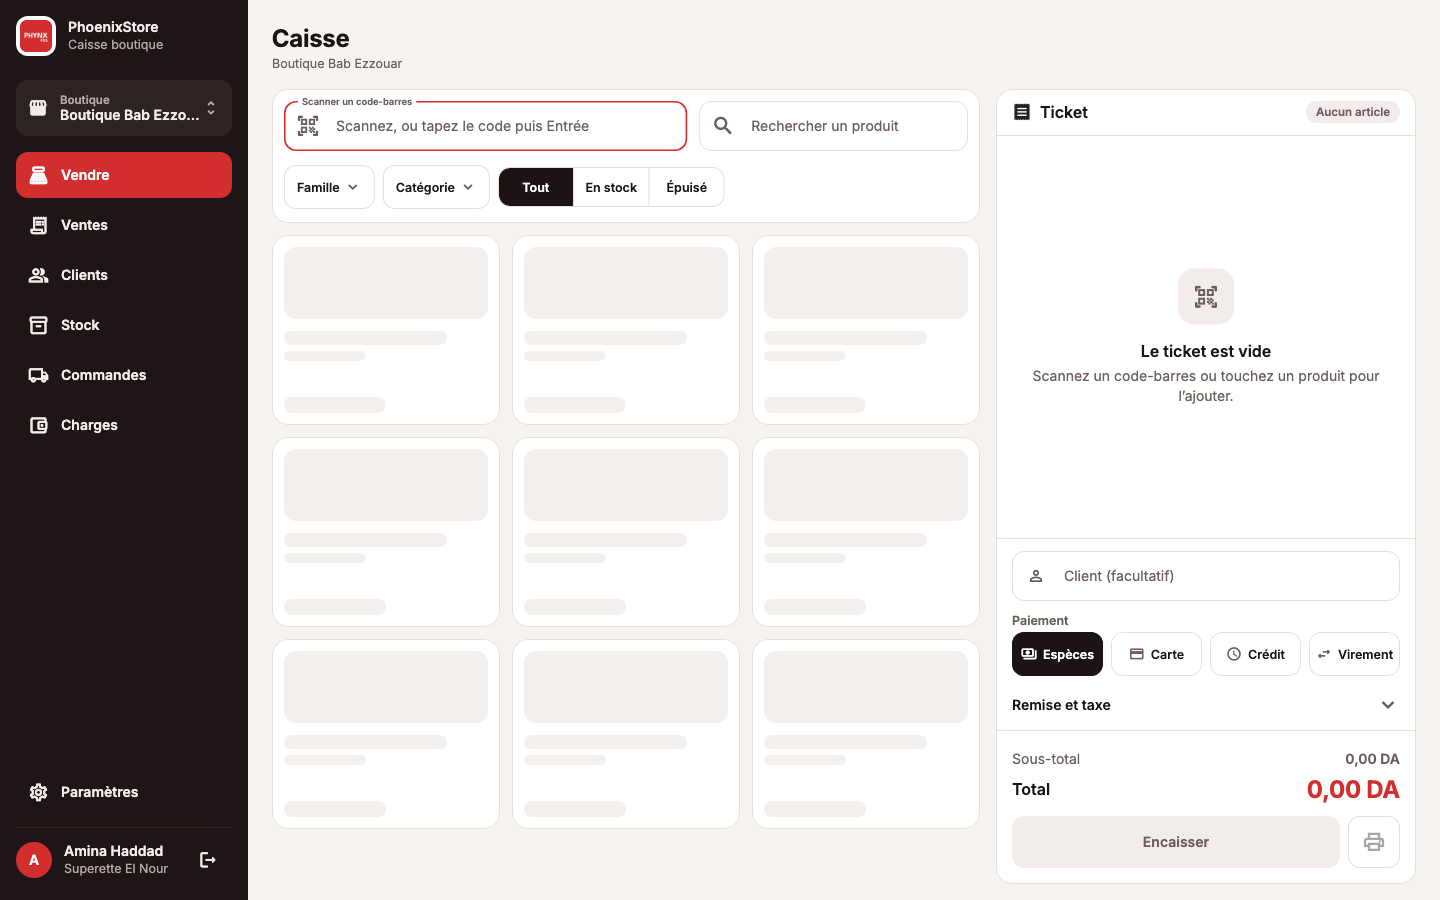 PHYNX
POS
PhoenixStore
Caisse boutique
Boutique
Boutique Bab Ezzo...
Vendre
Ventes
Clients
Stock
Commandes
Charges
Paramètres
A
Amina Haddad
Superette El Nour
Caisse
Boutique Bab Ezzouar
Scanner un code-barres
Scannez, ou tapez le code puis Entrée
Rechercher un produit
Famille
Catégorie
Tout
En stock
Épuisé
Ticket
Aucun article
Le ticket est vide
Scannez un code-barres ou touchez un produit pour
l’ajouter.
Client (facultatif)
Paiement
Espèces
Carte
Crédit
Virement
Remise et taxe
Sous-total
0,00 DA
Total
0,00 DA
Encaisser